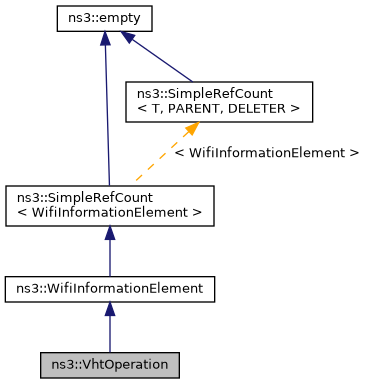 ns3::empty
ns3::SimpleRefCount
< T, PARENT, DELETER >
< WifiInformationElement >
ns3::SimpleRefCount
< WifiInformationElement >
ns3::WifiInformationElement
ns3::VhtOperation